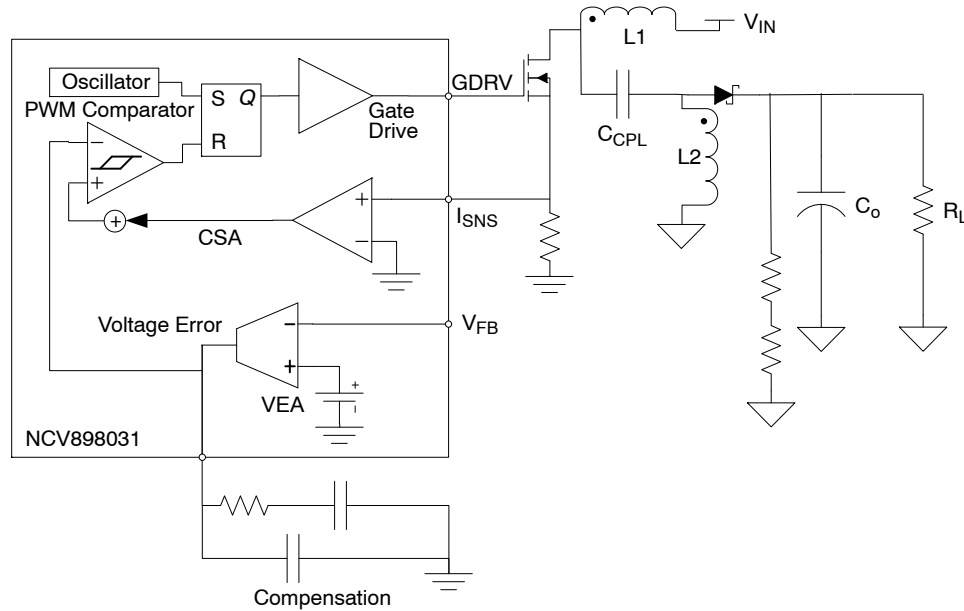 V_IN
L1
Oscillator
GDRV
S Q
PWM Comparator
R
Gate
Drive
C_CPL
L2
−
+
+
+
−
I_SNS
CSA
C_o
R_L
Voltage Error
−
V_FB
+
+
−
VEA
NCV898031
Compensation